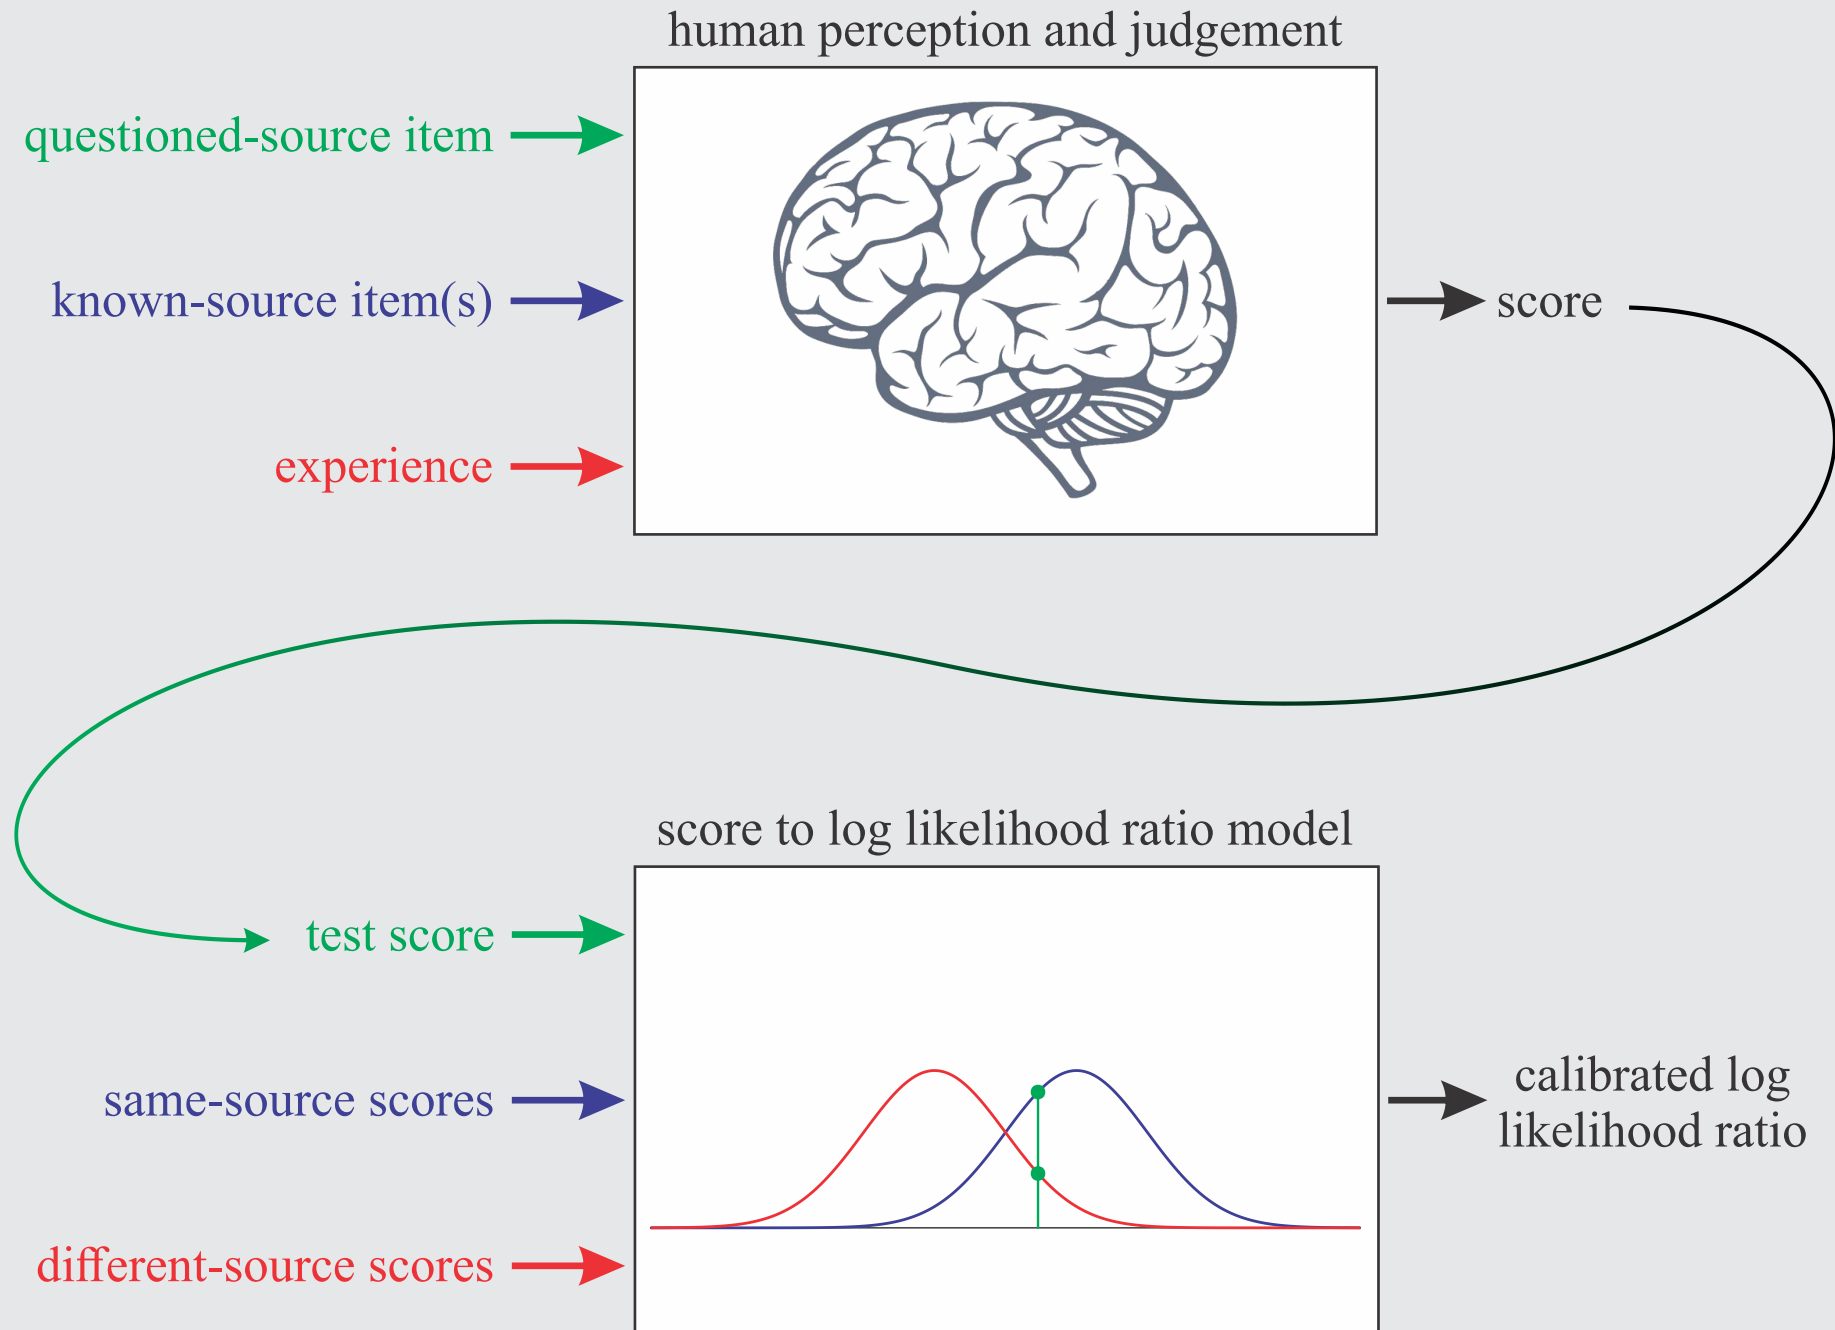 human perception and judgement
questioned-source item
known-source item(s)
score
experience
score to log likelihood ratio model
test score
same-source scores
calibrated log
likelihood ratio
different-source scores